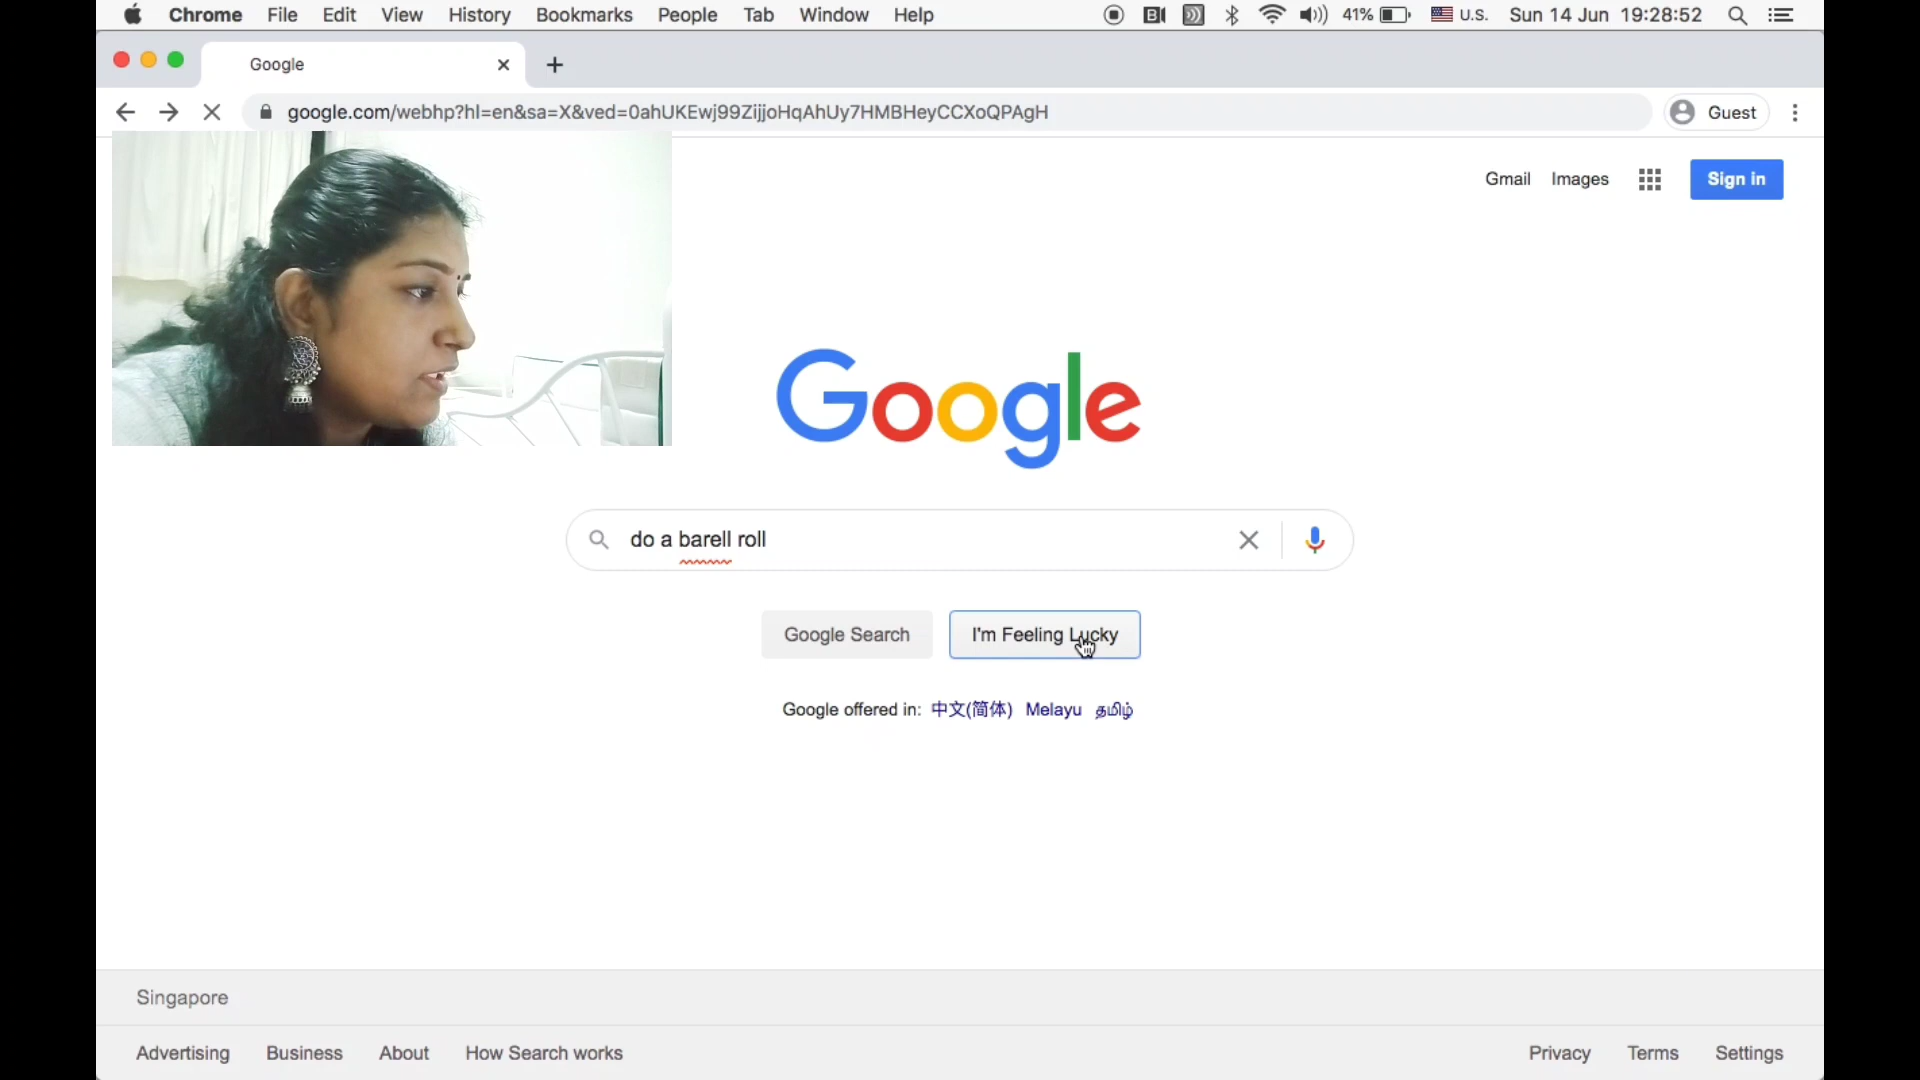 Chrome File Edit View History Bookmarks People Tab Window Help 41% U.S. Sun 14 Jun 19:28:52
Google
google.com/webhp?hl=en&sa=X&ved=0ahUKEwj99ZijjoHqAhUy7HMBHeyCCXoQPAgH Guest
Gmail Images Sign in
Google
do a barell roll
Google Search I'm Feeling Lucky
Google offered in: 中文(简体) Melayu தமிழ்
Singapore
Advertising Business About How Search works Privacy Terms Settings